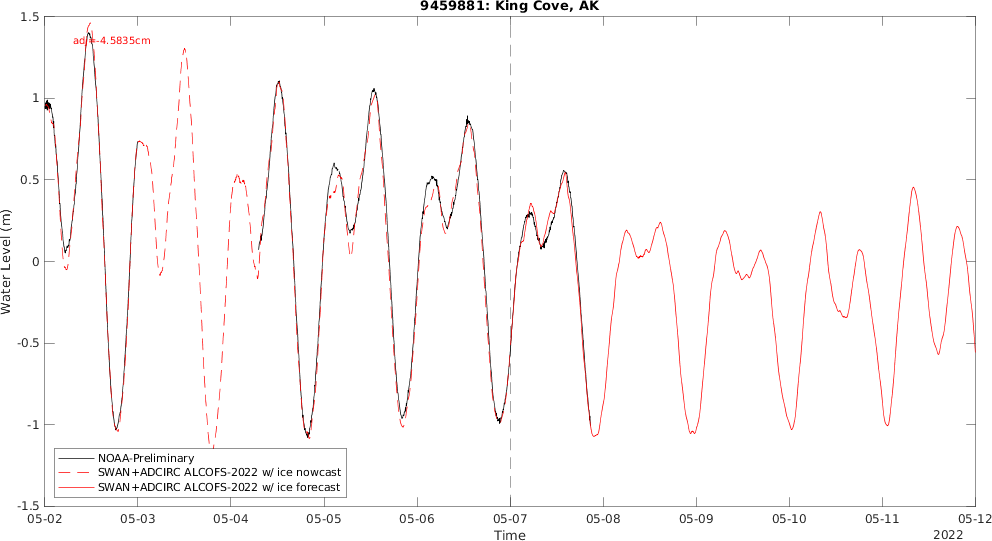 9459881: King Cove, AK
1.5
adj=-4.5835cm
1
0.5
0
-0.5
-1
-1.5
Water Level (m)
NOAA-Preliminary
SWAN+ADCIRC ALCOFS-2022 w/ ice nowcast
SWAN+ADCIRC ALCOFS-2022 w/ ice forecast
05-02 05-03 05-04 05-05 05-06 05-07 05-08 05-09 05-10 05-11 05-12
Time
2022